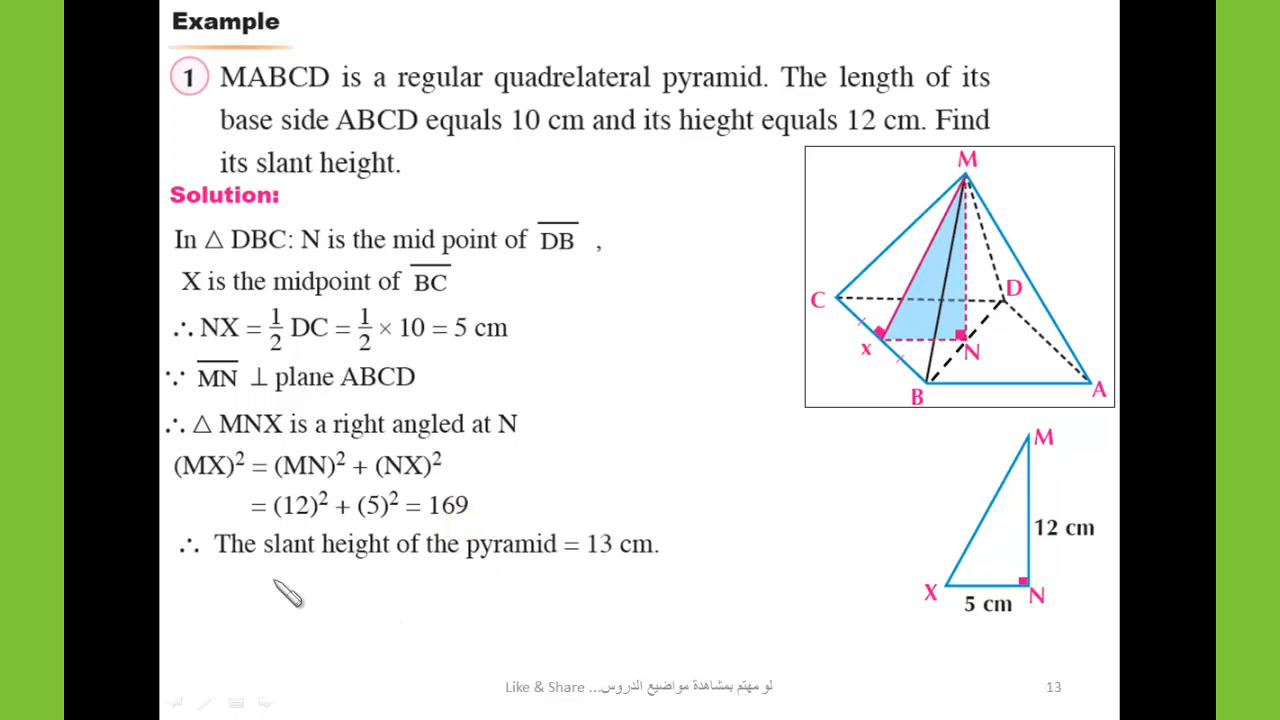 Example
1 MABCD is a regular quadrelateral pyramid. The length of its
base side ABCD equals 10 cm and its hieght equals 12 cm. Find
its slant height.
Solution:
In △ DBC: N is the mid point of D̅B̅ ,
X is the midpoint of B̅C̅
∴ NX = 1/2 DC = 1/2 × 10 = 5 cm
∵ M̅N̅ ⊥ plane ABCD
∴ △ MNX is a right angled at N
(MX)² = (MN)² + (NX)²
= (12)² + (5)² = 169
∴ The slant height of the pyramid = 13 cm.
M
C
D
x
N
B
A
M
12 cm
X
5 cm
N
لو مهتم بمشاهدة مواضيع الدروس... Like & Share
13